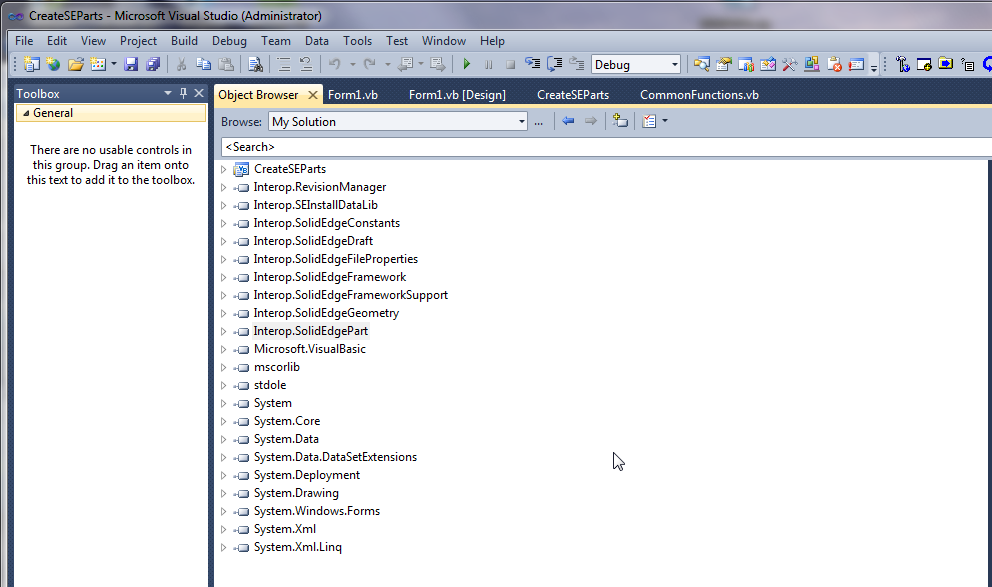 CreateSEParts - Microsoft Visual Studio (Administrator)
File Edit View Project Build Debug Team Data Tools Test Window Help
Debug
Toolbox
General
There are no usable controls in
this group. Drag an item onto
this text to add it to the toolbox.
Object Browser Form1.vb Form1.vb [Design] CreateSEParts CommonFunctions.vb
Browse: My Solution ...
<Search>
CreateSEParts
Interop.RevisionManager
Interop.SEInstallDataLib
Interop.SolidEdgeConstants
Interop.SolidEdgeDraft
Interop.SolidEdgeFileProperties
Interop.SolidEdgeFramework
Interop.SolidEdgeFrameworkSupport
Interop.SolidEdgeGeometry
Interop.SolidEdgePart
Microsoft.VisualBasic
mscorlib
stdole
System
System.Core
System.Data
System.Data.DataSetExtensions
System.Deployment
System.Drawing
System.Windows.Forms
System.Xml
System.Xml.Linq